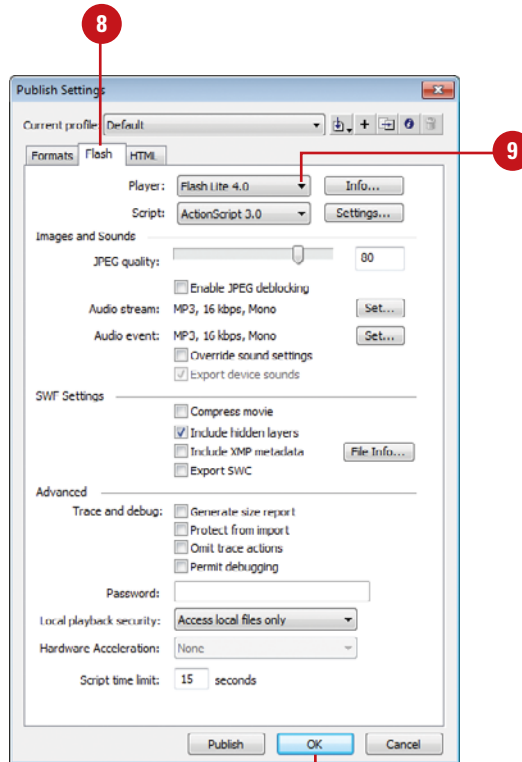 8
Publish Settings
Current profile: Default
9
Formats Flash HTML
Player: Flash Lite 4.0 Info...
Script: ActionScript 3.0 Settings...
Images and Sounds
JPEG quality: 80
Enable JPEG deblocking
Audio stream: MP3, 16 kbps, Mono Set...
Audio event: MP3, 16 kbps, Mono Set...
Override sound settings
Export device sounds
SWF Settings
Compress movie
Include hidden layers
Include XMP metadata File Info...
Export SWC
Advanced
Trace and debug: Generate size report
Protect from import
Omit trace actions
Permit debugging
Password:
Local playback security: Access local files only
Hardware Acceleration: None
Script time limit: 15 seconds
Publish OK Cancel